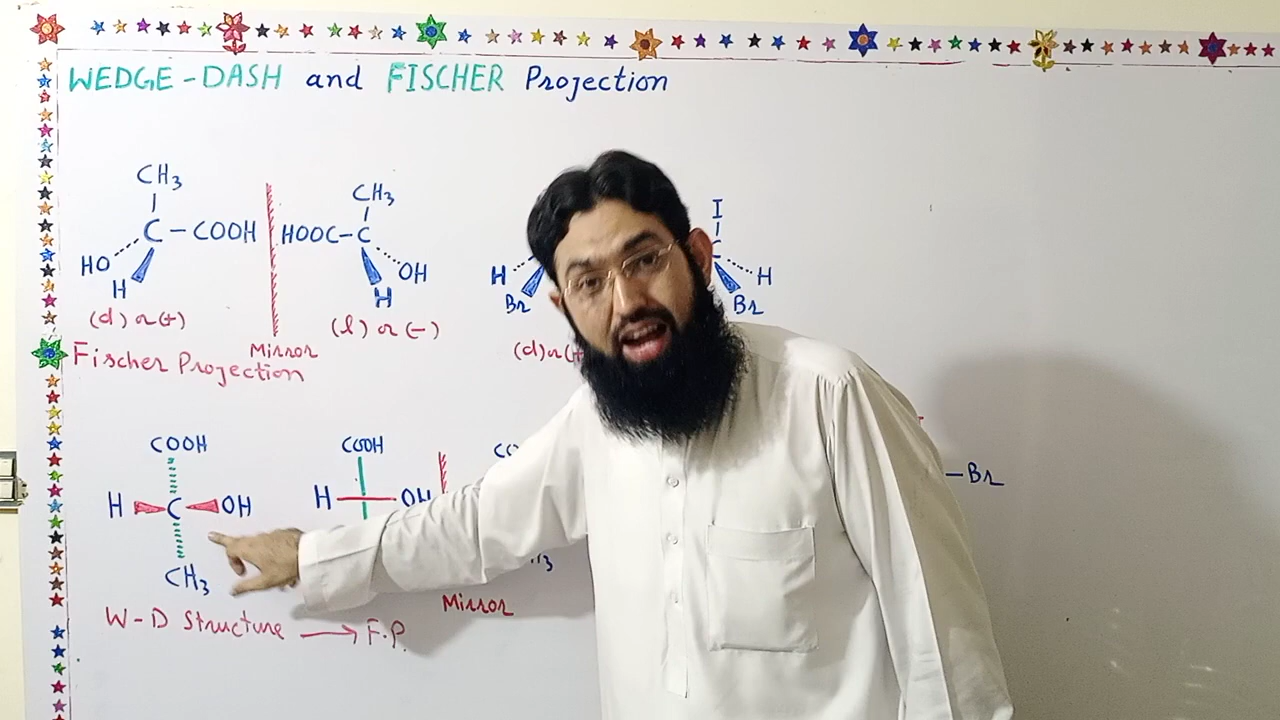 WEDGE-DASH and FISCHER Projection
CH3
C - COOH
HO
H
(d) or (+)
Mirror
CH3
HOOC - C
OH
H
(l) or (-)
H
Br
I
C
H
Br
Fischer Projection
COOH
H C OH
CH3
COOH
H OH
Mirror
- Br
W-D Structure → F.P.